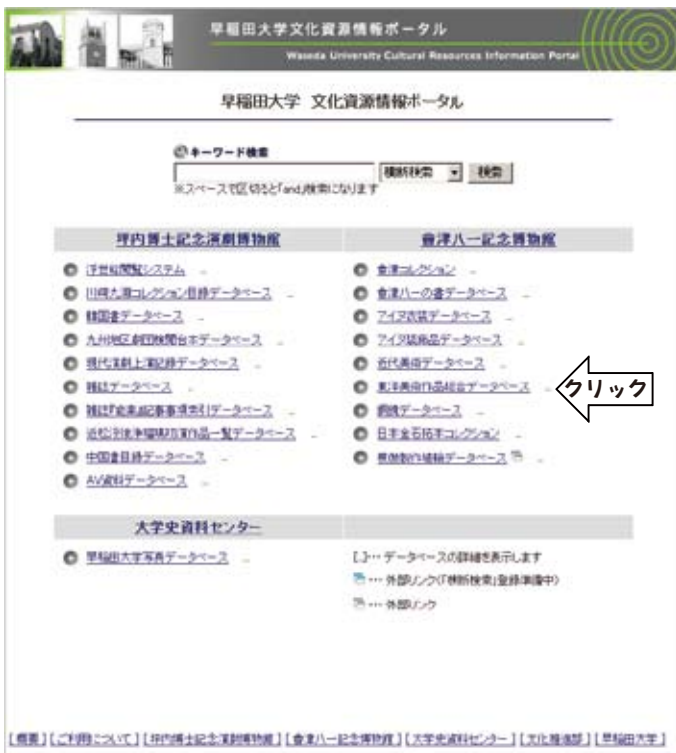 早稲田大学文化資源情報ポータル
Waseda University Cultural Resources Information Portal
早稲田大学 文化資源情報ポータル
キーワード検索
横断検索 検索
※スペースで区切ると「and」検索になります
坪内博士記念演劇博物館
浮世絵閲覧システム
川崎九淵コレクション目録データベース
韓国書データベース
九州地区劇団検閲台本データベース
現代演劇上演記録データベース
雑誌データベース
雑誌『歌舞伎』記事事項索引データベース
近松浄瑠璃現行演目作品一覧データベース
中国書目録データベース
AV資料データベース
會津八一記念博物館
會津コレクション
會津八一の書データベース
アイヌ衣装データベース
アイヌ装飾品データベース
近代美術データベース
東洋美術作品総合データベース
クリック
銅鏡データベース
日本金石拓本コレクション
データベース
大学史資料センター
早稲田大学写真データベース
[..]… データベースの詳細を表示します
… 外部リンク(「横断検索」登録準備中)
… 外部リンク
[概要] [ご利用について] [坪内博士記念演劇博物館] [會津八一記念博物館] [大学史資料センター] [文化推進部] [早稲田大学]